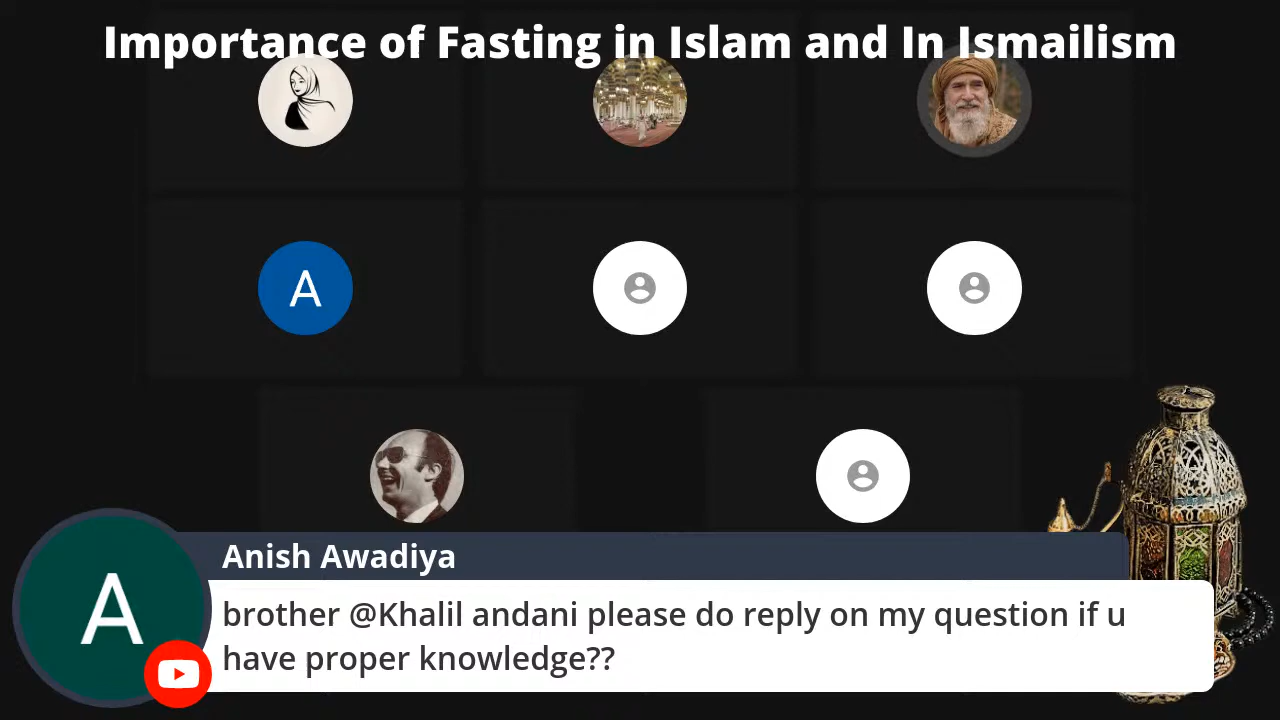 Importance of Fasting in Islam and In Ismailism
A
A
Anish Awadiya
brother @Khalil andani please do reply on my question if u
have proper knowledge??